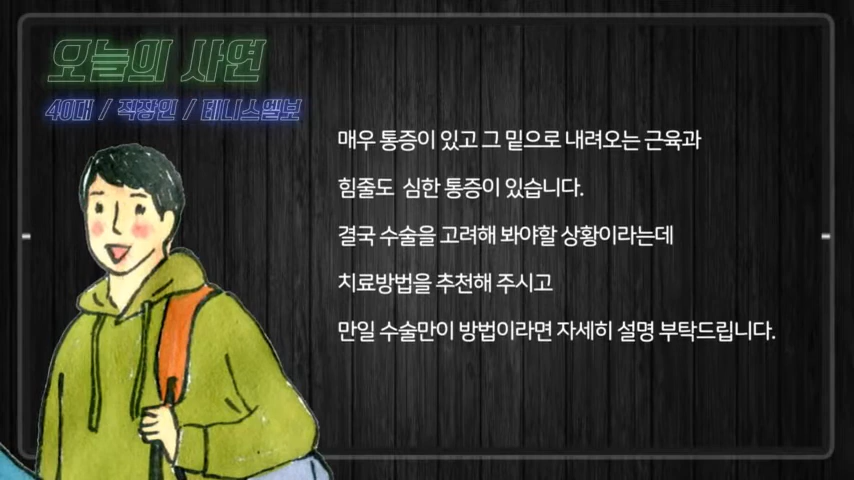 오늘의 사연
40대 / 직장인 / 테니스엘보
매우 통증이 있고 그 밑으로 내려오는 근육과
힘줄도 심한 통증이 있습니다.
결국 수술을 고려해 봐야할 상황이라는데
치료방법을 추천해 주시고
만일 수술만이 방법이라면 자세히 설명 부탁드립니다.